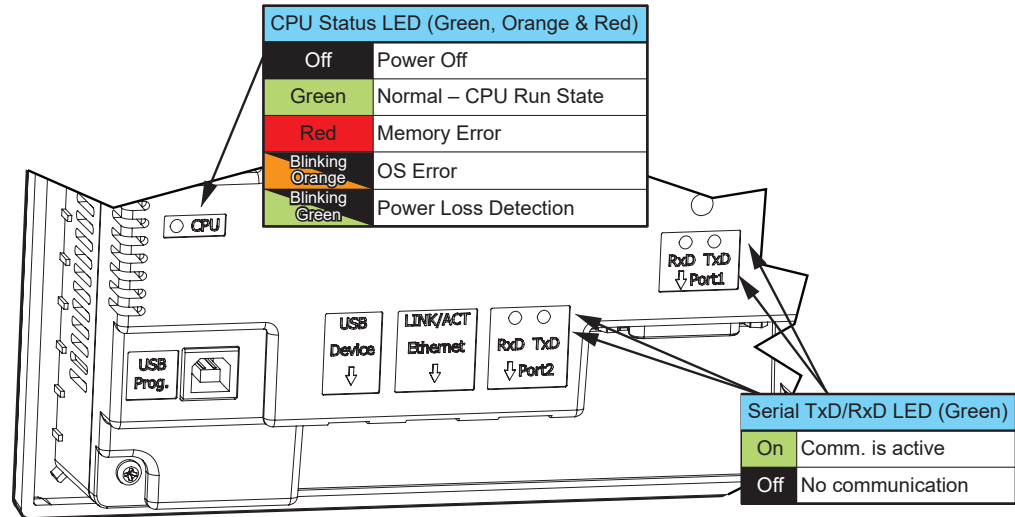 CPU Status LED (Green, Orange & Red)
Off Power Off
Green Normal – CPU Run State
Red Memory Error
Blinking Orange OS Error
Blinking Green Power Loss Detection
CPU
RxD TxD
Port1
USB Device
LINK/ACT Ethernet
RxD TxD
Port2
USB Prog.
Serial TxD/RxD LED (Green)
On Comm. is active
Off No communication